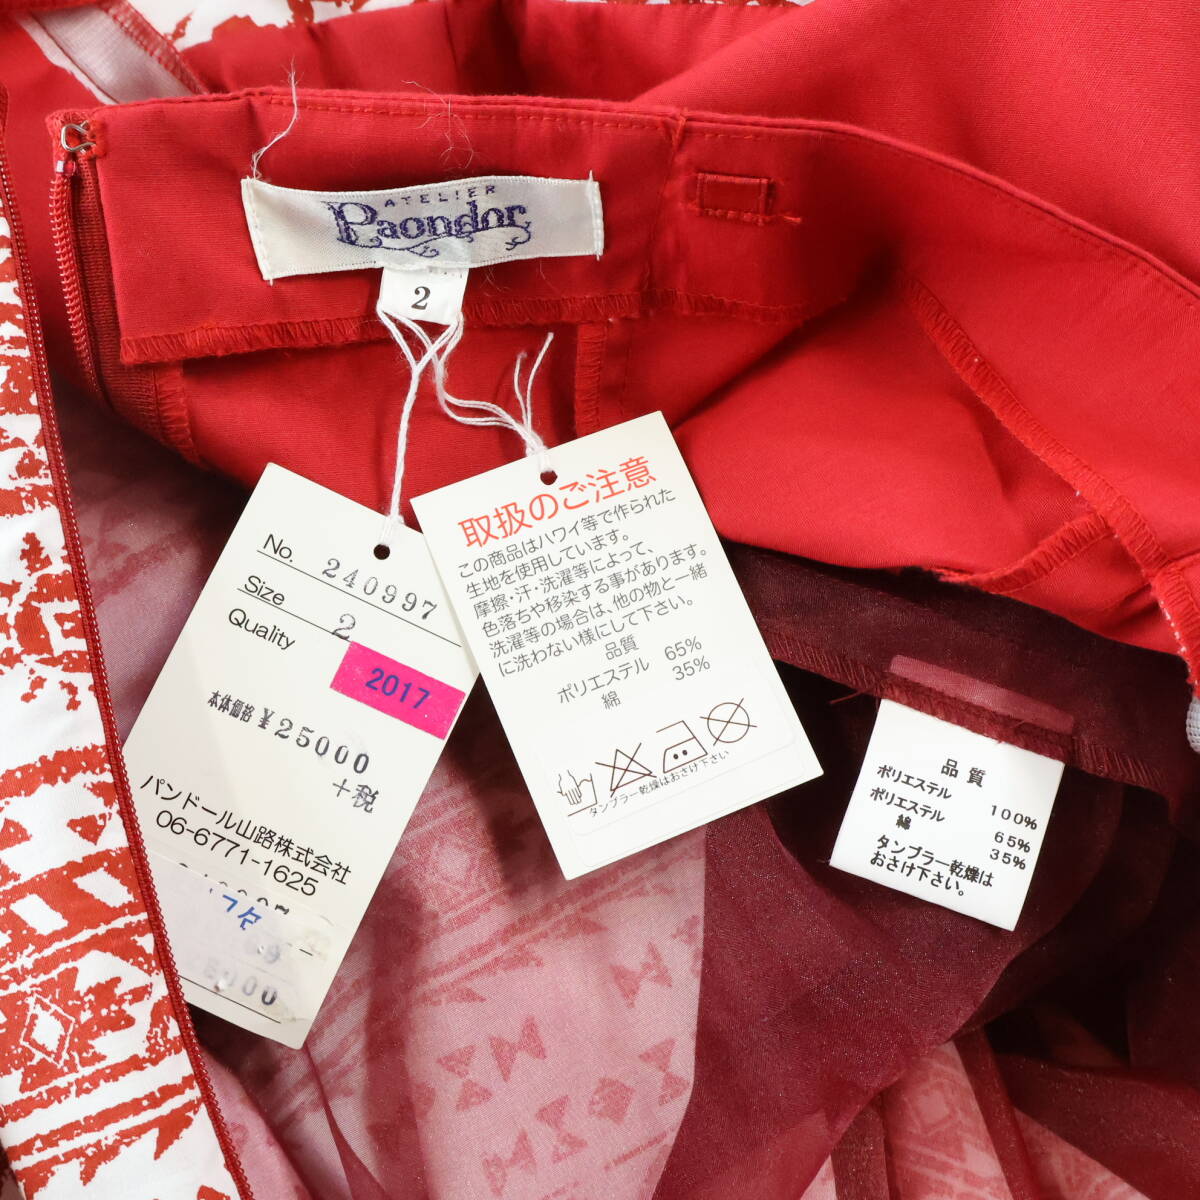 ATELIER
Paondor
2
No. 240997
Size 2
Quality
2017
本体価格 ¥25000
+税
パンドール山路株式会社
06-6771-1625
取扱のご注意
この商品はハワイ等で作られた
生地を使用しています。
摩擦・汗・洗濯等によって、
色落ちや移染する事があります。
洗濯等の場合は、他の物と一緒
に洗わない様にして下さい。
品質
ポリエステル 65%
綿 35%
タンブラー乾燥はおさけ下さい
品質
ポリエステル 100%
ポリエステル 65%
綿 35%
タンブラー乾燥は
おさけ下さい。